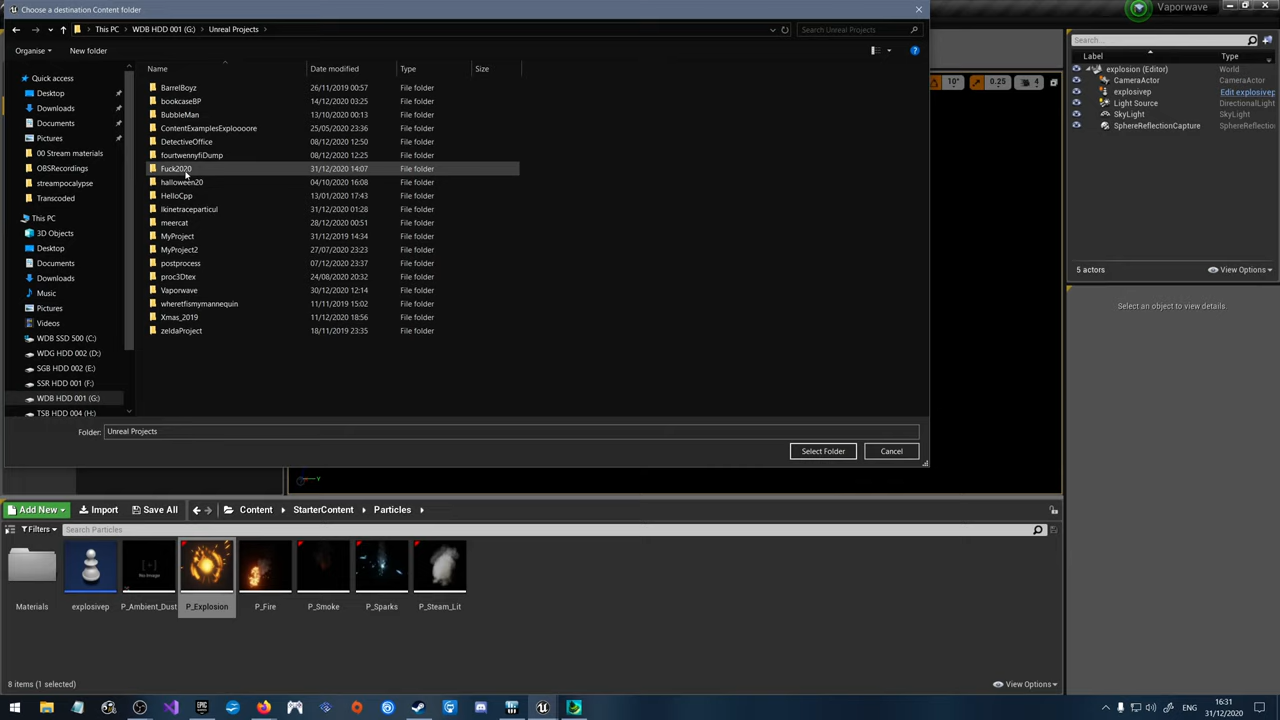 Choose a destination Content folder
Vaporwave
This PC
WDB HDD 001 (G:)
Unreal Projects
Search Unreal Projects
Organise
New folder
Name
Date modified
Type
Size
Quick access
Desktop
Downloads
Documents
Pictures
00 Stream materials
OBSRecordings
streampocalypse
Transcoded
This PC
3D Objects
Desktop
Documents
Downloads
Music
Pictures
Videos
WDB SSD 500 (C:)
WDG HDD 002 (D:)
SGB HDD 002 (E:)
SSR HDD 001 (F:)
WDB HDD 001 (G:)
TSB HDD 004 (H:)
BarrelBoyz 26/11/2019 00:57 File folder
bookcaseBP 14/12/2020 03:25 File folder
BubbleMan 13/10/2020 00:13 File folder
ContentExamplesExploooore 25/05/2020 23:36 File folder
DetectiveOffice 08/12/2020 12:50 File folder
fourtwennyfiDump 08/12/2020 12:25 File folder
Fuck2020 31/12/2020 14:07 File folder
halloween20 04/10/2020 16:08 File folder
HelloCpp 13/01/2020 17:43 File folder
Ikinetraceparticul 31/12/2020 01:28 File folder
meercat 28/12/2020 00:51 File folder
MyProject 31/12/2019 14:34 File folder
MyProject2 27/07/2020 23:23 File folder
postprocess 07/12/2020 23:37 File folder
proc3Dtex 24/08/2020 20:32 File folder
Vaporwave 30/12/2020 12:14 File folder
wheretfismymannequin 11/11/2019 15:02 File folder
Xmas_2019 11/12/2020 18:56 File folder
zeldaProject 18/11/2019 23:35 File folder
Folder: Unreal Projects
Select Folder
Cancel
10°
0.25
4
Search...
Label
Type
explosion (Editor) World
CameraActor CameraActor
explosivep Edit explosivep
Light Source DirectionalLight
SkyLight SkyLight
SphereReflectionCapture SphereReflection
5 actors
View Options
Select an object to view details.
Y
Add New
Import
Save All
Content
StarterContent
Particles
Filters
Search Particles
No Image
Materials
explosivep
P_Ambient_Dust
P_Explosion
P_Fire
P_Smoke
P_Sparks
P_Steam_Lit
8 items (1 selected)
View Options
ENG
16:31
31/12/2020